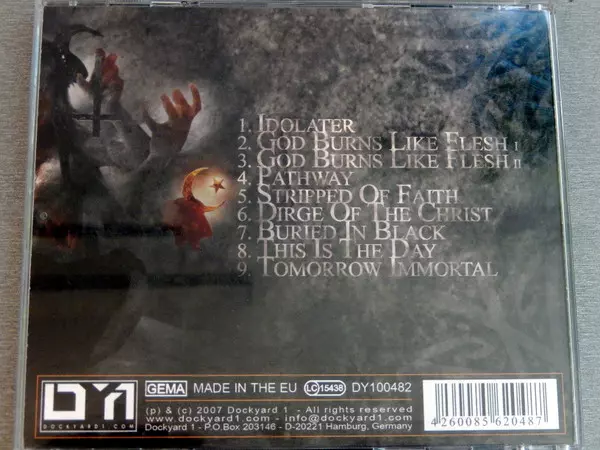 1. IDOLATER
2. GOD BURNS LIKE FLESH I
3. GOD BURNS LIKE FLESH II
4. PATHWAY
5. STRIPPED OF FAITH
6. DIRGE OF THE CHRIST
7. BURIED IN BLACK
8. THIS IS THE DAY
9. TOMORROW IMMORTAL
DY1
DOCKYARD1.COM
GEMA MADE IN THE EU LC 15438 DY100482
(p) & (c) 2007 Dockyard 1 - All rights reserved
www.dockyard1.com - info@dockyard1.com
Dockyard 1 - P.O.Box 203146 - D-20221 Hamburg, Germany
4 260085 620487